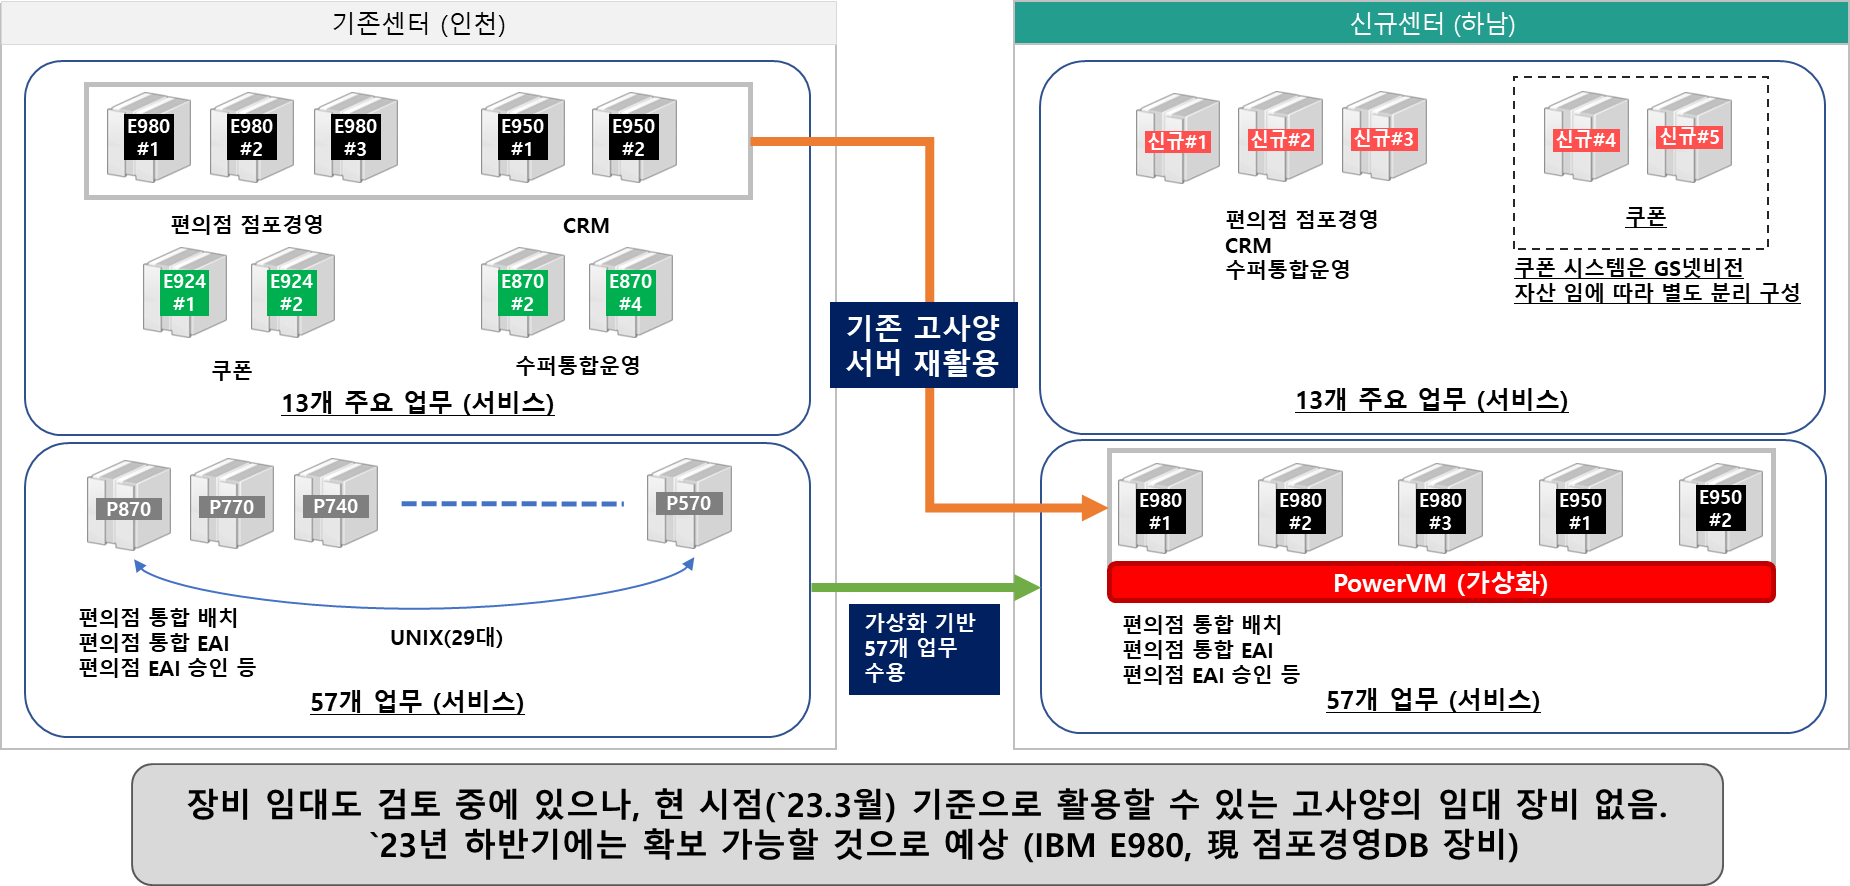 기존센터 (인천)
E980
#1
E980
#2
E980
#3
E950
#1
E950
#2
편의점 점포경영
CRM
E924
#1
E924
#2
E870
#2
E870
#4
쿠폰
수퍼통합운영
13개 주요 업무 (서비스)
P870
P770
P740
P570
편의점 통합 배치
편의점 통합 EAI
편의점 EAI 승인 등
UNIX(29대)
57개 업무 (서비스)
기존 고사양
서버 재활용
가상화 기반
57개 업무
수용
신규센터 (하남)
신규#1
신규#2
신규#3
신규#4
신규#5
편의점 점포경영
CRM
수퍼통합운영
쿠폰
쿠폰 시스템은 GS넷비전
자산 임에 따라 별도 분리 구성
13개 주요 업무 (서비스)
E980
#1
E980
#2
E980
#3
E950
#1
E950
#2
PowerVM (가상화)
편의점 통합 배치
편의점 통합 EAI
편의점 EAI 승인 등
57개 업무 (서비스)
장비 임대도 검토 중에 있으나, 현 시점(`23.3월) 기준으로 활용할 수 있는 고사양의 임대 장비 없음.
`23년 하반기에는 확보 가능할 것으로 예상 (IBM E980, 現 점포경영DB 장비)